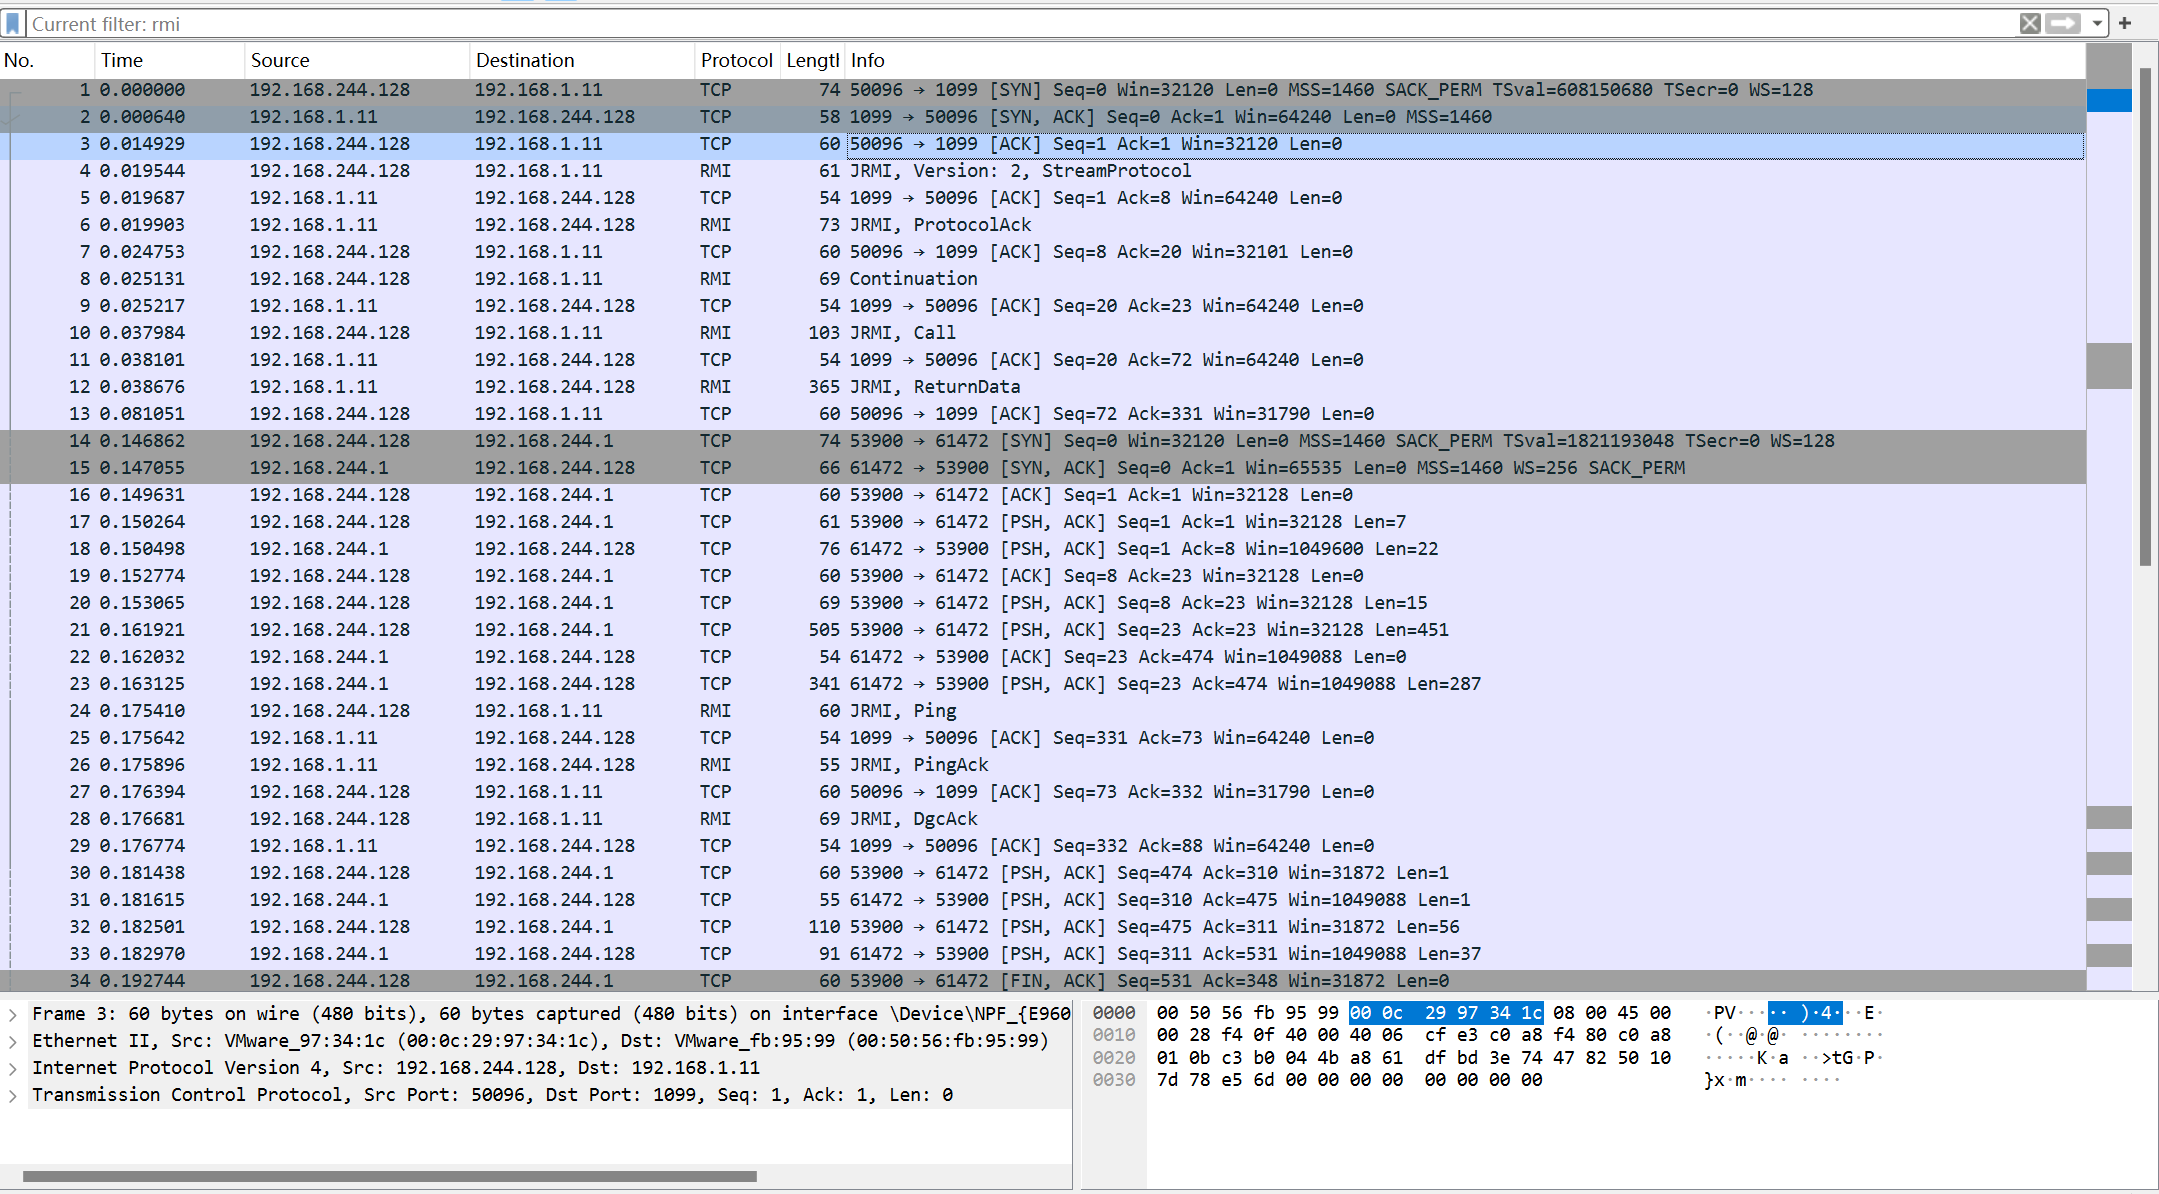 Current filter: rmi
No. Time Source Destination Protocol Lengtl Info
1 0.000000 192.168.244.128 192.168.1.11 TCP 74 50096 → 1099 [SYN] Seq=0 Win=32120 Len=0 MSS=1460 SACK_PERM TSval=608150680 TSecr=0 WS=128
2 0.000640 192.168.1.11 192.168.244.128 TCP 58 1099 → 50096 [SYN, ACK] Seq=0 Ack=1 Win=64240 Len=0 MSS=1460
3 0.014929 192.168.244.128 192.168.1.11 TCP 60 50096 → 1099 [ACK] Seq=1 Ack=1 Win=32120 Len=0
4 0.019544 192.168.244.128 192.168.1.11 RMI 61 JRMI, Version: 2, StreamProtocol
5 0.019687 192.168.1.11 192.168.244.128 TCP 54 1099 → 50096 [ACK] Seq=1 Ack=8 Win=64240 Len=0
6 0.019903 192.168.1.11 192.168.244.128 RMI 73 JRMI, ProtocolAck
7 0.024753 192.168.244.128 192.168.1.11 TCP 60 50096 → 1099 [ACK] Seq=8 Ack=20 Win=32101 Len=0
8 0.025131 192.168.244.128 192.168.1.11 RMI 69 Continuation
9 0.025217 192.168.1.11 192.168.244.128 TCP 54 1099 → 50096 [ACK] Seq=20 Ack=23 Win=64240 Len=0
10 0.037984 192.168.244.128 192.168.1.11 RMI 103 JRMI, Call
11 0.038101 192.168.1.11 192.168.244.128 TCP 54 1099 → 50096 [ACK] Seq=20 Ack=72 Win=64240 Len=0
12 0.038676 192.168.1.11 192.168.244.128 RMI 365 JRMI, ReturnData
13 0.081051 192.168.244.128 192.168.1.11 TCP 60 50096 → 1099 [ACK] Seq=72 Ack=331 Win=31790 Len=0
14 0.146862 192.168.244.128 192.168.244.1 TCP 74 53900 → 61472 [SYN] Seq=0 Win=32120 Len=0 MSS=1460 SACK_PERM TSval=1821193048 TSecr=0 WS=128
15 0.147055 192.168.244.1 192.168.244.128 TCP 66 61472 → 53900 [SYN, ACK] Seq=0 Ack=1 Win=65535 Len=0 MSS=1460 WS=256 SACK_PERM
16 0.149631 192.168.244.128 192.168.244.1 TCP 60 53900 → 61472 [ACK] Seq=1 Ack=1 Win=32128 Len=0
17 0.150264 192.168.244.128 192.168.244.1 TCP 61 53900 → 61472 [PSH, ACK] Seq=1 Ack=1 Win=32128 Len=7
18 0.150498 192.168.244.1 192.168.244.128 TCP 76 61472 → 53900 [PSH, ACK] Seq=1 Ack=8 Win=1049600 Len=22
19 0.152774 192.168.244.128 192.168.244.1 TCP 60 53900 → 61472 [ACK] Seq=8 Ack=23 Win=32128 Len=0
20 0.153065 192.168.244.128 192.168.244.1 TCP 69 53900 → 61472 [PSH, ACK] Seq=8 Ack=23 Win=32128 Len=15
21 0.161921 192.168.244.128 192.168.244.1 TCP 505 53900 → 61472 [PSH, ACK] Seq=23 Ack=23 Win=32128 Len=451
22 0.162032 192.168.244.1 192.168.244.128 TCP 54 61472 → 53900 [ACK] Seq=23 Ack=474 Win=1049088 Len=0
23 0.163125 192.168.244.1 192.168.244.128 TCP 341 61472 → 53900 [PSH, ACK] Seq=23 Ack=474 Win=1049088 Len=287
24 0.175410 192.168.244.128 192.168.1.11 RMI 60 JRMI, Ping
25 0.175642 192.168.1.11 192.168.244.128 TCP 54 1099 → 50096 [ACK] Seq=331 Ack=73 Win=64240 Len=0
26 0.175896 192.168.1.11 192.168.244.128 RMI 55 JRMI, PingAck
27 0.176394 192.168.244.128 192.168.1.11 TCP 60 50096 → 1099 [ACK] Seq=73 Ack=332 Win=31790 Len=0
28 0.176681 192.168.244.128 192.168.1.11 RMI 69 JRMI, DgcAck
29 0.176774 192.168.1.11 192.168.244.128 TCP 54 1099 → 50096 [ACK] Seq=332 Ack=88 Win=64240 Len=0
30 0.181438 192.168.244.128 192.168.244.1 TCP 60 53900 → 61472 [PSH, ACK] Seq=474 Ack=310 Win=31872 Len=1
31 0.181615 192.168.244.1 192.168.244.128 TCP 55 61472 → 53900 [PSH, ACK] Seq=310 Ack=475 Win=1049088 Len=1
32 0.182501 192.168.244.128 192.168.244.1 TCP 110 53900 → 61472 [PSH, ACK] Seq=475 Ack=311 Win=31872 Len=56
33 0.182970 192.168.244.1 192.168.244.128 TCP 91 61472 → 53900 [PSH, ACK] Seq=311 Ack=531 Win=1049088 Len=37
34 0.192744 192.168.244.128 192.168.244.1 TCP 60 53900 → 61472 [FIN, ACK] Seq=531 Ack=348 Win=31872 Len=0
Frame 3: 60 bytes on wire (480 bits), 60 bytes captured (480 bits) on interface \Device\NPF_{E960
Ethernet II, Src: VMware_97:34:1c (00:0c:29:97:34:1c), Dst: VMware_fb:95:99 (00:50:56:fb:95:99)
Internet Protocol Version 4, Src: 192.168.244.128, Dst: 192.168.1.11
Transmission Control Protocol, Src Port: 50096, Dst Port: 1099, Seq: 1, Ack: 1, Len: 0
0000 00 50 56 fb 95 99 00 0c 29 97 34 1c 08 00 45 00 ·PV·····)·4···E·
0010 00 28 f4 0f 40 00 40 06 cf e3 c0 a8 f4 80 c0 a8 ·(··@·@· ········
0020 01 0b c3 b0 04 4b a8 61 df bd 3e 74 47 82 50 10 ·····K·a ··>tG·P·
0030 7d 78 e5 6d 00 00 00 00 00 00 00 00 }x·m···· ····